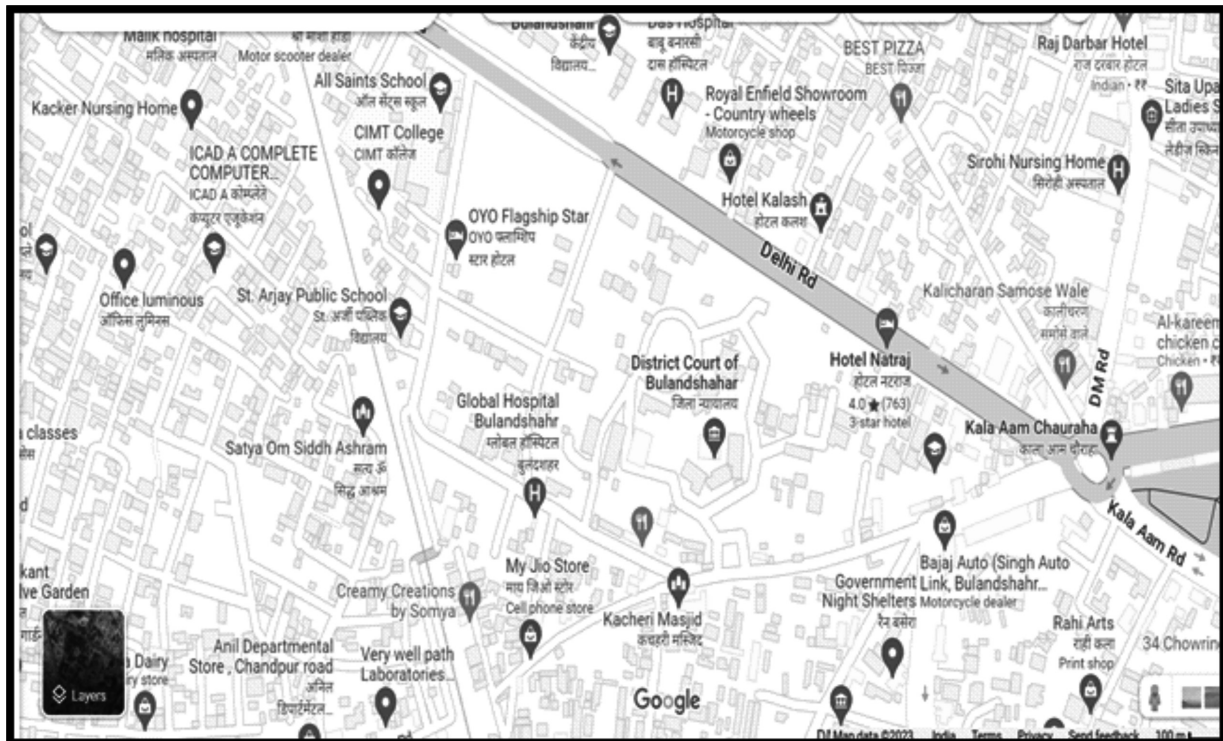 Malik hospital
मलिक अस्पताल
Motor scooter dealer
All Saints School
ऑल सेंट्स स्कूल
Kacker Nursing Home
CIMT College
CIMT कॉलेज
ICAD A COMPLETE
COMPUTER...
ICAD A कोम्प्लेते
कंप्यूटर एजुकेशन
Bulandshahr
केंद्रीय
विद्यालय...
Das Hospital
बाबू बनारसी
दास हॉस्पिटल
BEST PIZZA
BEST पिज्जा
Raj Darbar Hotel
राज दरबार होटल
Indian • ₹₹
Royal Enfield Showroom
- Country wheels
Motorcycle shop
Sita Upa
Ladies S
सीता उपाध्या
लेडीज स्किन
Sirohi Nursing Home
सिरोही अस्पताल
Hotel Kalash
होटल कलश
OYO Flagship Star
OYO फ्लाग्शिप
स्टार होटल
Delhi Rd
Office luminous
ऑफिस लुमिनस
St. Arjay Public School
St. अर्जी पब्लिक
विद्यालय
Kalicharan Samose Wale
कालीचरण
समोसे वाले
Al-kareem
chicken c
Chicken • ₹₹
DM Rd
District Court of
Bulandshahar
जिला न्यायालय
Hotel Natraj
होटल नटराज
4.0★(763)
3-star hotel
Global Hospital
Bulandshahr
ग्लोबल हॉस्पिटल
बुलंदशहर
Kala Aam Chauraha
काला आम चौराहा
classes
Satya Om Siddh Ashram
सत्य ॐ
सिद्ध आश्रम
Kala Aam Rd
My Jio Store
माय जिओ स्टोर
Cell phone store
Bajaj Auto (Singh Auto
Link, Bulandshahr...
Motorcycle dealer
Government
Night Shelters
रैन बसेरा
kant
lve Garden
Creamy Creations
by Somya
Kacheri Masjid
कचहरी मस्जिद
Rahi Arts
राही कला
Print shop
34 Chowrin
Anil Departmental
Store , Chandpur road
अनिल
डिपार्टमेंटल...
Very well path
Laboratories...
a Dairy
ry store
Layers
Google
Map data ©2023
India
Terms
Privacy
Send feedback
100 m